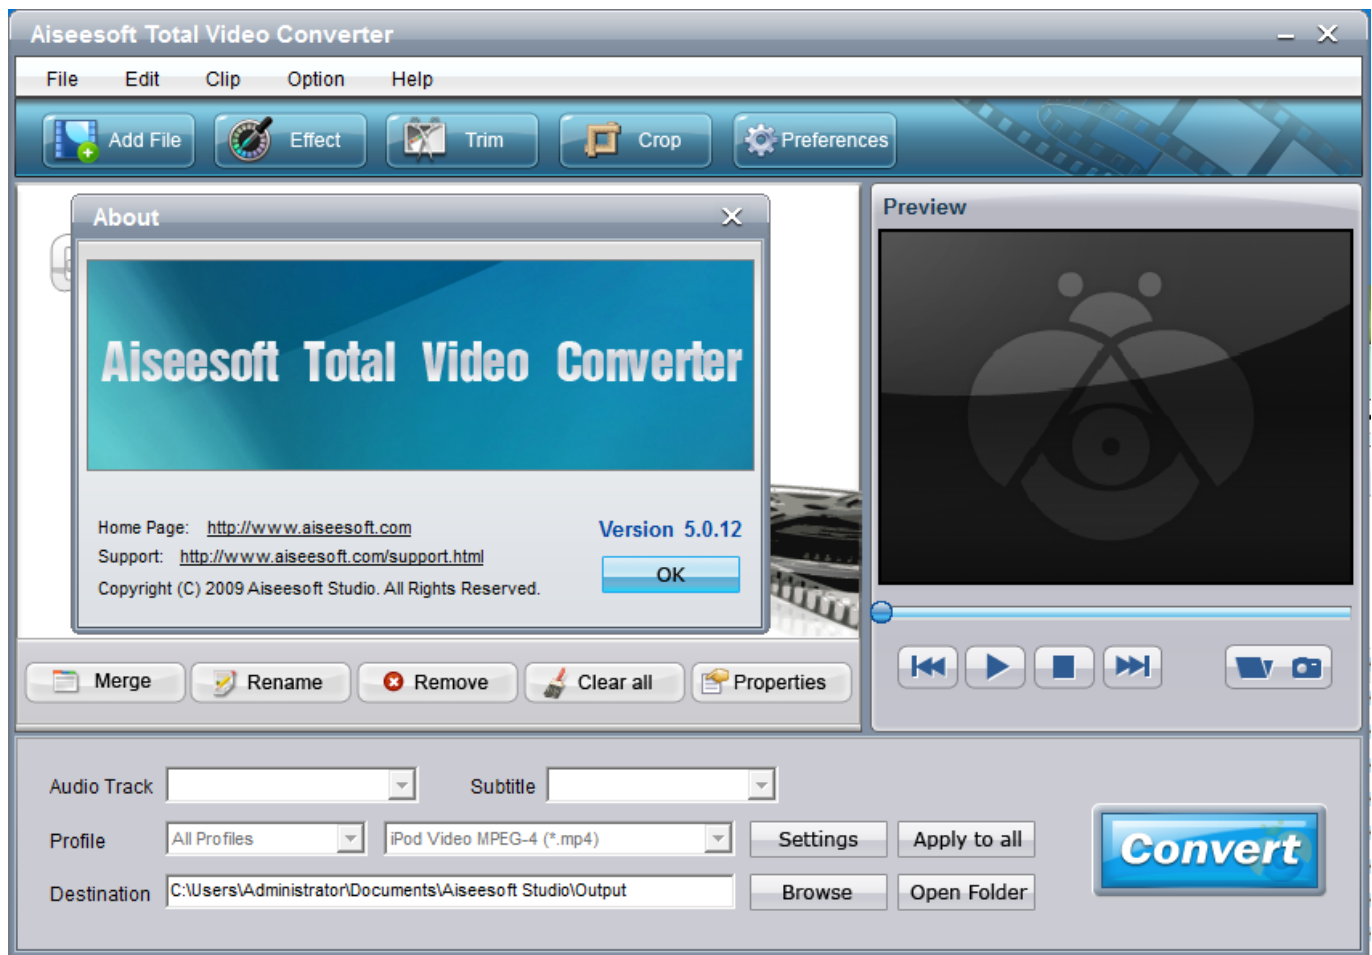 Aiseesoft Total Video Converter
File Edit Clip Option Help
Add File Effect Trim Crop Preferences
About
Preview
Aiseesoft Total Video Converter
Home Page: http://www.aiseesoft.com
Version 5.0.12
Support: http://www.aiseesoft.com/support.html
OK
Copyright (C) 2009 Aiseesoft Studio. All Rights Reserved.
Merge Rename Remove Clear all Properties
Audio Track Subtitle
Profile All Profiles iPod Video MPEG-4 (*.mp4) Settings Apply to all
Convert
Destination C:\Users\Administrator\Documents\Aiseesoft Studio\Output Browse Open Folder